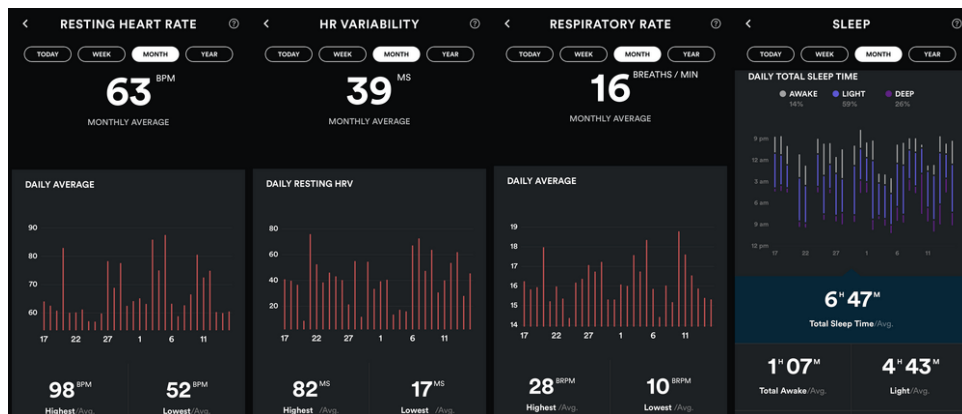 RESTING HEART RATE
TODAY WEEK MONTH YEAR
63 BPM
MONTHLY AVERAGE
DAILY AVERAGE
90
80
70
60
17 22 27 1 6 11
98 BPM 52 BPM
Highest/Avg. Lowest/Avg.
HR VARIABILITY
TODAY WEEK MONTH YEAR
39 MS
MONTHLY AVERAGE
DAILY RESTING HRV
80
60
40
20
17 22 27 1 6 11
82 MS 17 MS
Highest /Avg. Lowest /Avg.
RESPIRATORY RATE
TODAY WEEK MONTH YEAR
16 BREATHS / MIN
MONTHLY AVERAGE
DAILY AVERAGE
19
18
17
16
15
14
17 22 27 1 6 11
28 BRPM 10 BRPM
Highest /Avg. Lowest/Avg.
SLEEP
TODAY WEEK MONTH YEAR
DAILY TOTAL SLEEP TIME
AWAKE LIGHT DEEP
14% 59% 26%
9 pm
12 am
3 am
6 am
9 am
12 pm
17 22 27 1 6 11
6 H 47 M
Total Sleep Time/Avg.
1 H 07 M 4 H 43 M
Total Awake/Avg. Light/Avg.